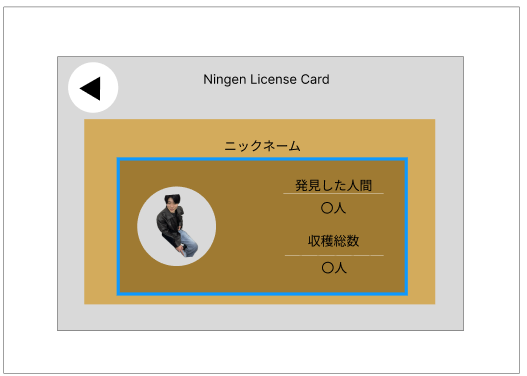 Ningen License Card
ニックネーム
発見した人間
〇人
収穫総数
〇人